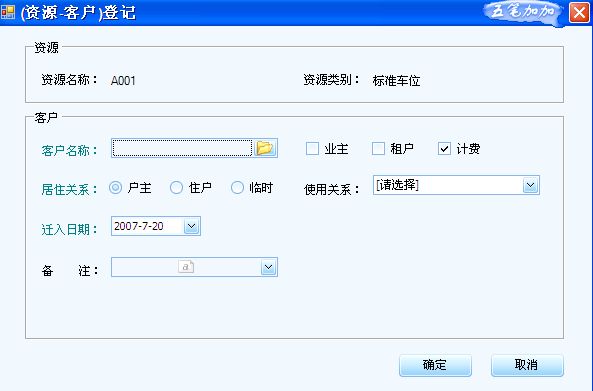 (资源-客户)登记
五笔加加
资源
资源名称： A001 资源类别： 标准车位
客户
客户名称： 业主 租户 计费
居住关系： 户主 住户 临时 使用关系： [请选择]
迁入日期： 2007-7-20
备 注： a
确定 取消